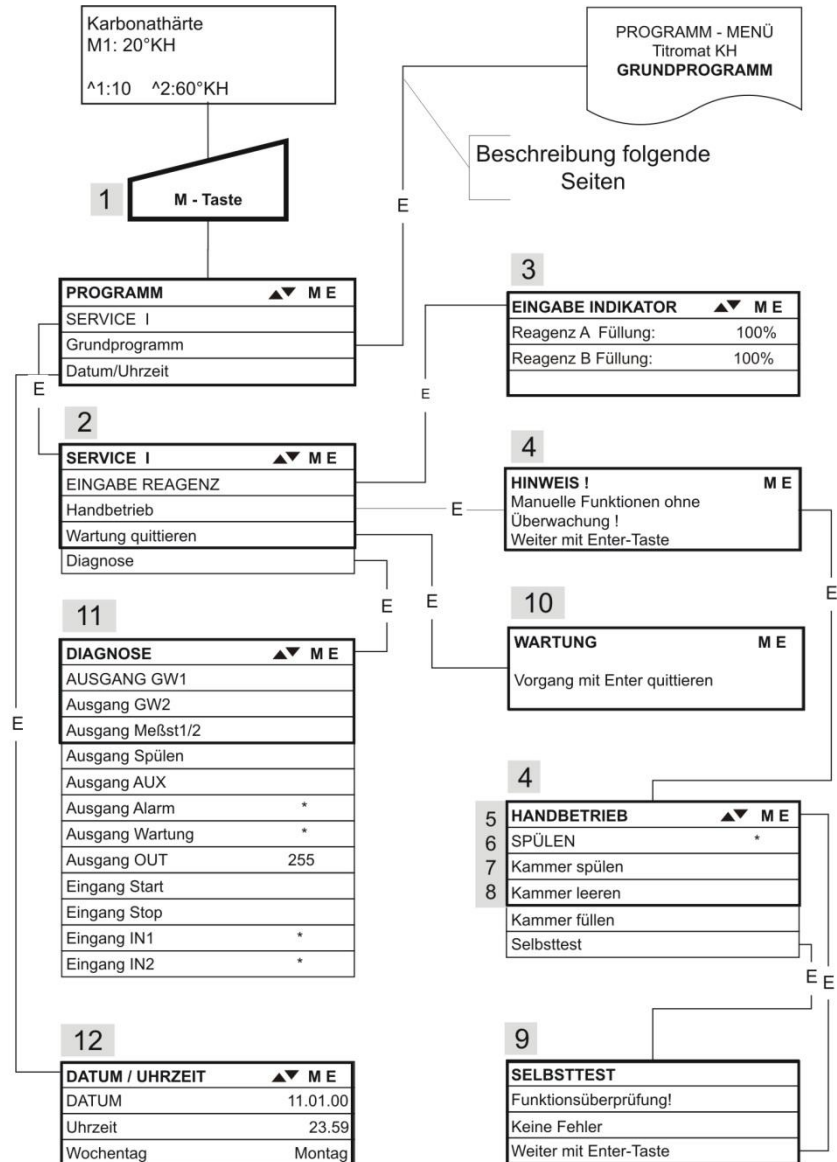 Karbonathärte
M1: 20°KH
^1:10 ^2:60°KH
PROGRAMM - MENÜ
Titromat KH
GRUNDPROGRAMM
Beschreibung folgende
Seiten
1
M - Taste
E
PROGRAMM ▲▼ M E
SERVICE I
Grundprogramm
Datum/Uhrzeit
E
3
EINGABE INDIKATOR ▲▼ M E
Reagenz A Füllung: 100%
Reagenz B Füllung: 100%
E
2
SERVICE I ▲▼ M E
EINGABE REAGENZ
Handbetrieb
Wartung quittieren
Diagnose
E
4
HINWEIS ! M E
Manuelle Funktionen ohne
Überwachung !
Weiter mit Enter-Taste
E
E
E
10
WARTUNG M E
Vorgang mit Enter quittieren
11
DIAGNOSE ▲▼ M E
AUSGANG GW1
Ausgang GW2
Ausgang Meßst1/2
Ausgang Spülen
Ausgang AUX
Ausgang Alarm *
Ausgang Wartung *
Ausgang OUT 255
Eingang Start
Eingang Stop
Eingang IN1 *
Eingang IN2 *
E
4
5 HANDBETRIEB ▲▼ M E
6 SPÜLEN *
7 Kammer spülen
8 Kammer leeren
Kammer füllen
Selbsttest
E
E
12
DATUM / UHRZEIT ▲▼ M E
DATUM 11.01.00
Uhrzeit 23.59
Wochentag Montag
9
SELBSTTEST
Funktionsüberprüfung!
Keine Fehler
Weiter mit Enter-Taste